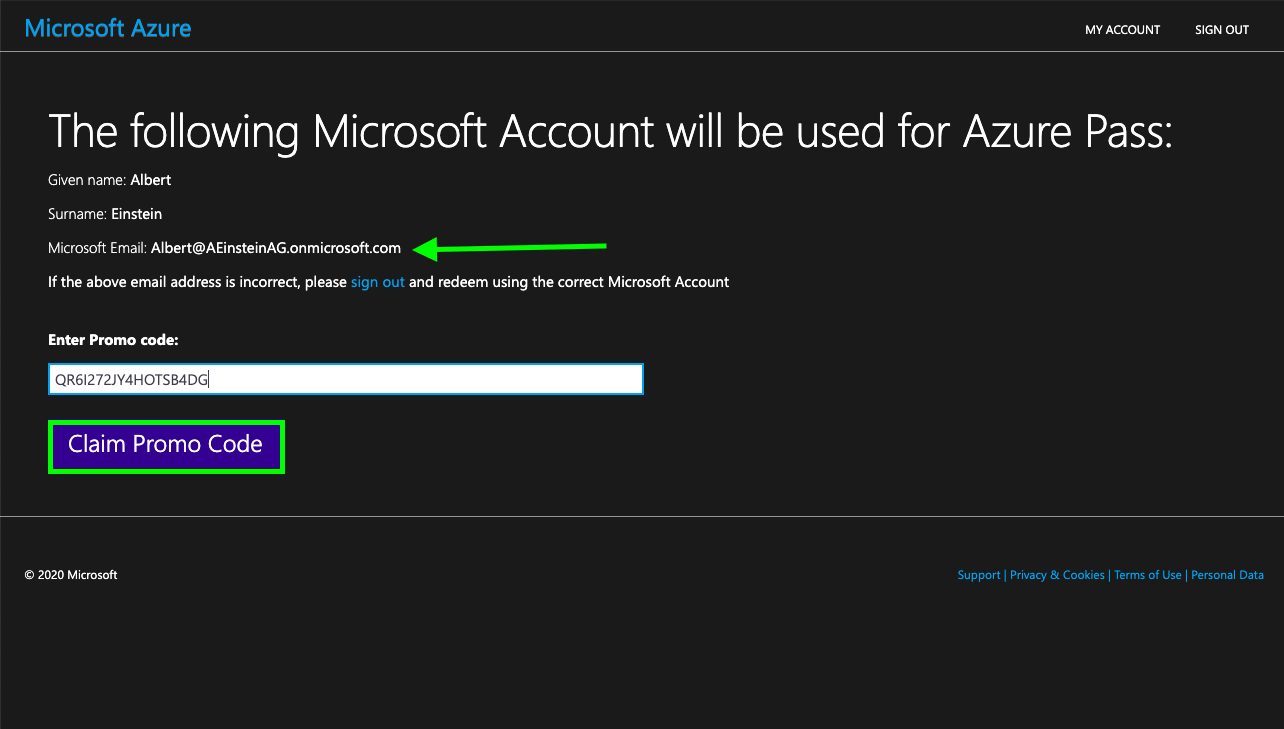 Microsoft Azure
MY ACCOUNT SIGN OUT
The following Microsoft Account will be used for Azure Pass:
Given name: Albert
Surname: Einstein
Microsoft Email: Albert@AEinsteinAG.onmicrosoft.com
If the above email address is incorrect, please sign out and redeem using the correct Microsoft Account
Enter Promo code:
QR6I272JY4HOTSB4DG
Claim Promo Code
© 2020 Microsoft
Support | Privacy & Cookies | Terms of Use | Personal Data